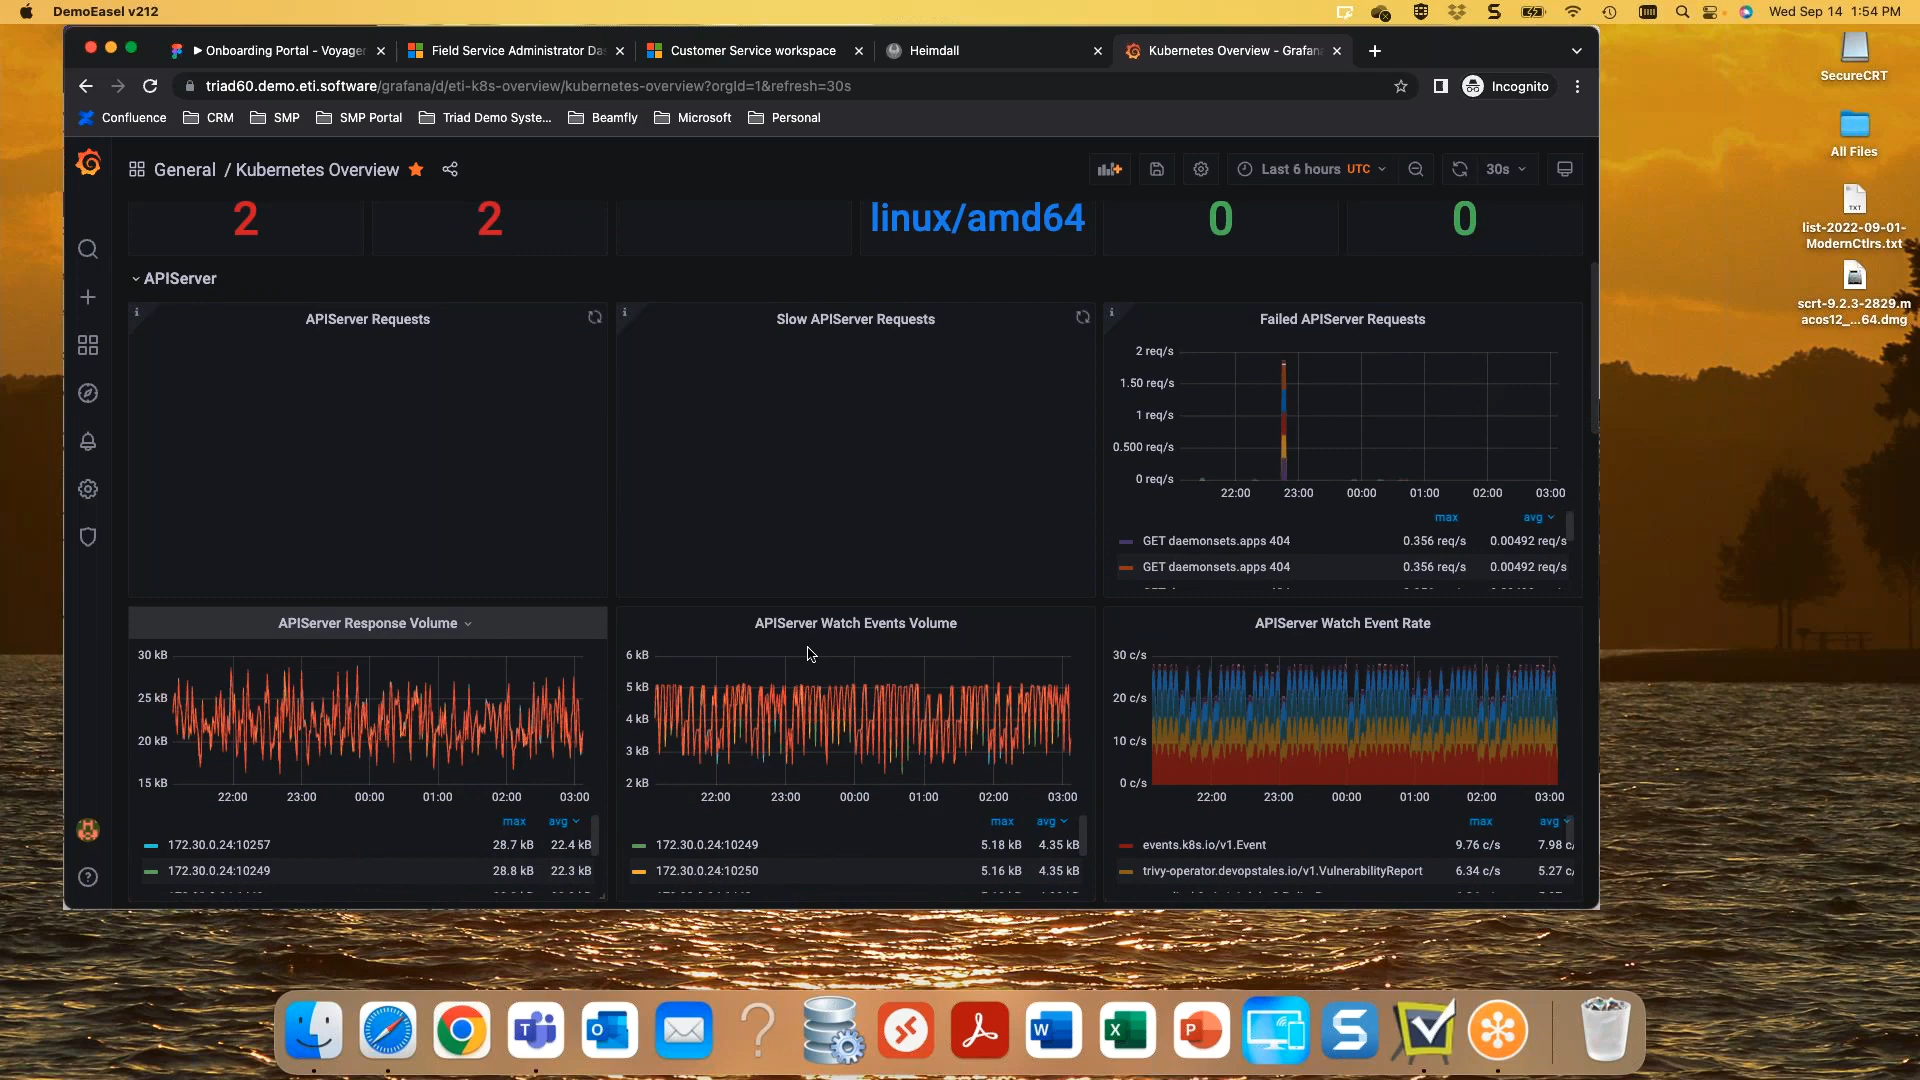 DemoEasel v212
Wed Sep 14 1:54 PM
▶ Onboarding Portal - Voyager
Field Service Administrator Da
Customer Service workspace
Heimdall
Kubernetes Overview - Grafan
triad60.demo.eti.software/grafana/d/eti-k8s-overview/kubernetes-overview?orgId=1&refresh=30s
Incognito
Confluence
CRM
SMP
SMP Portal
Triad Demo Syste...
Beamfly
Microsoft
Personal
General / Kubernetes Overview
Last 6 hours UTC
30s
2
2
linux/amd64
0
0
APIServer
APIServer Requests
Slow APIServer Requests
Failed APIServer Requests
2 req/s
1.50 req/s
1 req/s
0.500 req/s
0 req/s
22:00 23:00 00:00 01:00 02:00 03:00
max avg
GET daemonsets.apps 404 0.356 req/s 0.00492 req/s
GET daemonsets.apps 404 0.356 req/s 0.00492 req/s
APIServer Response Volume
30 kB
25 kB
20 kB
15 kB
22:00 23:00 00:00 01:00 02:00 03:00
max avg
172.30.0.24:10257 28.7 kB 22.4 kB
172.30.0.24:10249 28.8 kB 22.3 kB
APIServer Watch Events Volume
6 kB
5 kB
4 kB
3 kB
2 kB
22:00 23:00 00:00 01:00 02:00 03:00
max avg
172.30.0.24:10249 5.18 kB 4.35 kB
172.30.0.24:10250 5.16 kB 4.35 kB
APIServer Watch Event Rate
30 c/s
20 c/s
10 c/s
0 c/s
22:00 23:00 00:00 01:00 02:00 03:00
max avg
events.k8s.io/v1.Event 9.76 c/s 7.98 c/
trivy-operator.devopstales.io/v1.VulnerabilityReport 6.34 c/s 5.27 c/
SecureCRT
All Files
TXT
list-2022-09-01-
ModernCtlrs.txt
scrt-9.2.3-2829.m
acos12_...64.dmg